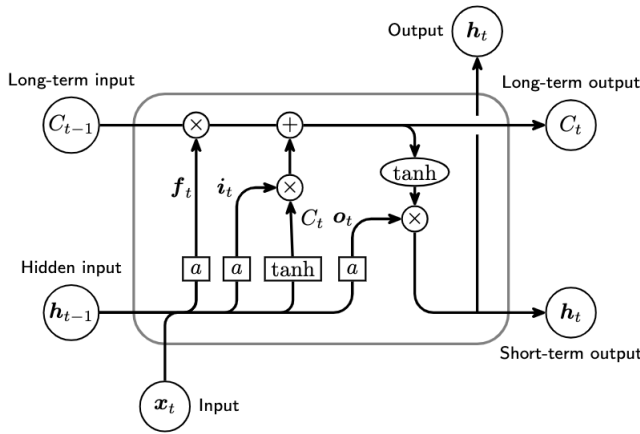 Output
h_t
Long-term input
Long-term output
C_{t−1}
×
+
C_t
tanh
f_t
i_t
×
C_t
o_t
×
a
a
tanh
a
Hidden input
h_{t−1}
h_t
Short-term output
x_t
Input